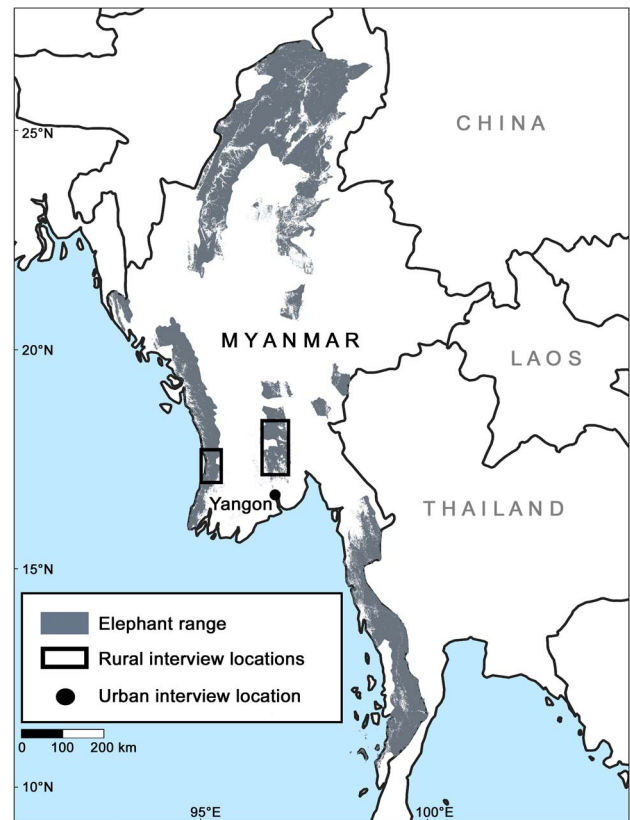 25°N
CHINA
20°N
MYANMAR
LAOS
Yangon
THAILAND
15°N
Elephant range
Rural interview locations
Urban interview location
0 100 200 km
10°N
95°E 100°E